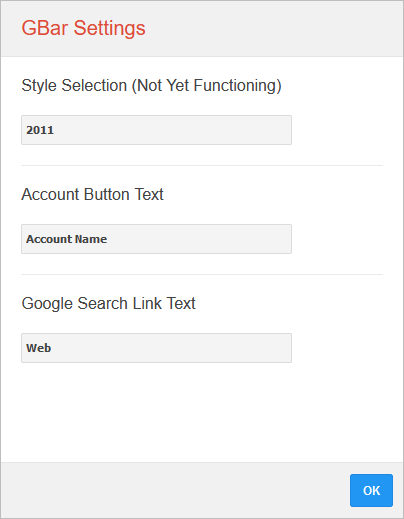 GBar Settings
Style Selection (Not Yet Functioning)
2011
Account Button Text
Account Name
Google Search Link Text
Web
OK